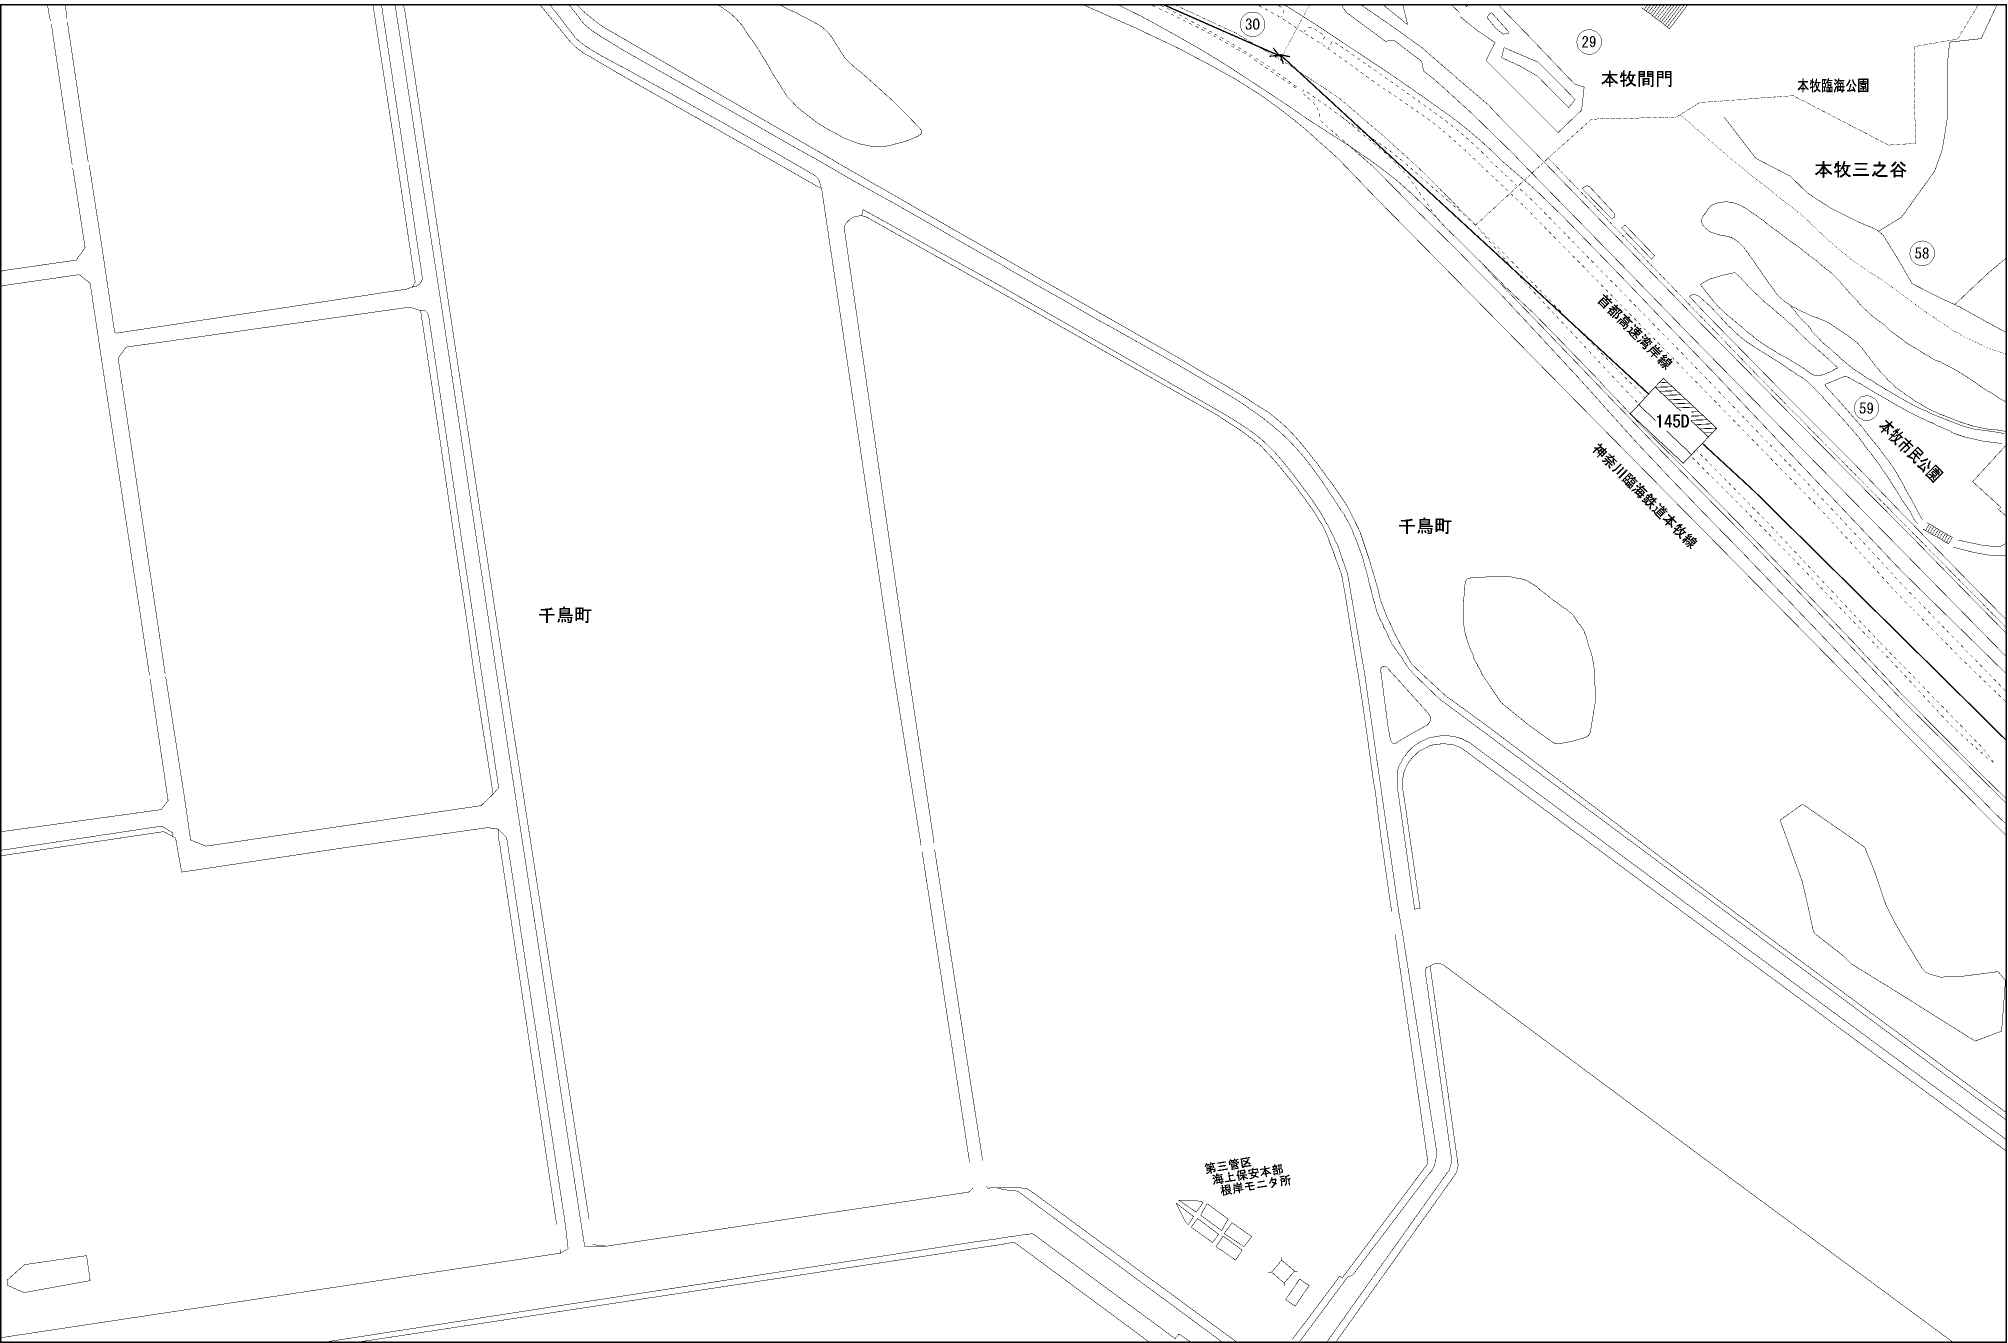 30
29
本牧間門
本牧臨海公園
本牧三之谷
58
首都高速湾岸線
145D
59
本牧市民公園
神奈川臨海鉄道本牧線
千鳥町
千鳥町
第三管区
海上保安本部
根岸モニタ所